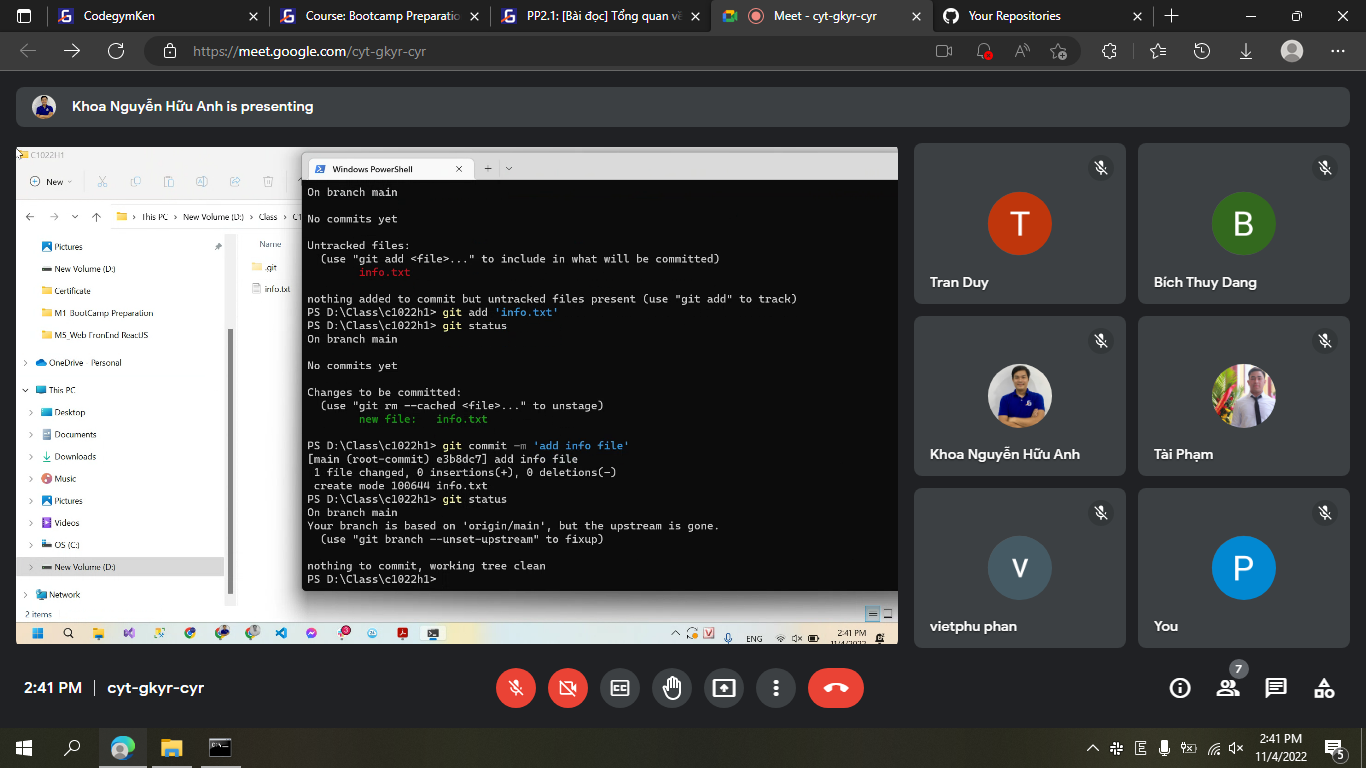 CodegymKen
Course: Bootcamp Preparatio
PP2.1: [Bài đọc] Tổng quan về
Meet - cyt-gkyr-cyr
Your Repositories
https://meet.google.com/cyt-gkyr-cyr
Khoa Nguyễn Hữu Anh is presenting
C1022H1
Windows PowerShell
New
This PC > New Volume (D:) > Class > C1
Pictures
New Volume (D:)
Certificate
M1_BootCamp Preparation
M5_Web FronEnd ReactJS
OneDrive - Personal
This PC
Desktop
Documents
Downloads
Music
Pictures
Videos
OS (C:)
New Volume (D:)
Network
2 items
Name
.git
info.txt
On branch main
No commits yet
Untracked files:
(use "git add <file>..." to include in what will be committed)
info.txt
nothing added to commit but untracked files present (use "git add" to track)
PS D:\Class\c1022h1> git add 'info.txt'
PS D:\Class\c1022h1> git status
On branch main
No commits yet
Changes to be committed:
(use "git rm --cached <file>..." to unstage)
new file: info.txt
PS D:\Class\c1022h1> git commit -m 'add info file'
[main (root-commit) e3b8dc7] add info file
1 file changed, 0 insertions(+), 0 deletions(-)
create mode 100644 info.txt
PS D:\Class\c1022h1> git status
On branch main
Your branch is based on 'origin/main', but the upstream is gone.
(use "git branch --unset-upstream" to fixup)
nothing to commit, working tree clean
PS D:\Class\c1022h1>
3
V
ENG
2:41 PM
11/4/2022
T
Tran Duy
B
Bích Thuy Dang
Khoa Nguyễn Hữu Anh
Tài Phạm
v
vietphu phan
P
You
2:41 PM | cyt-gkyr-cyr
7
E
2:41 PM
11/4/2022
5